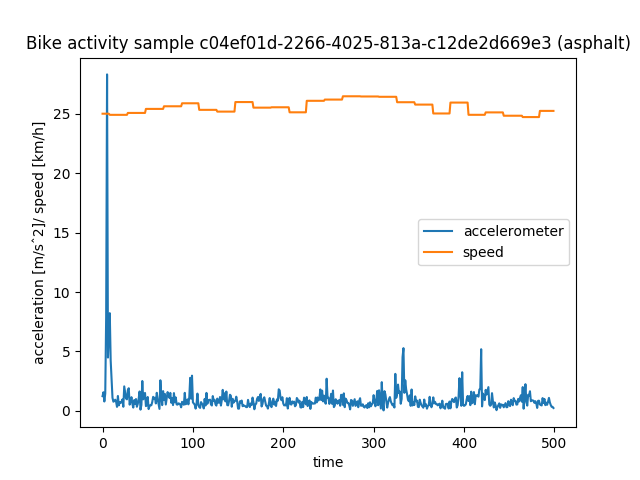 Bike activity sample c04ef01d-2266-4025-813a-c12de2d669e3 (asphalt)
acceleration [m/s^2]/ speed [km/h]
25
20
15
10
5
0
accelerometer
speed
0
100
200
300
400
500
time